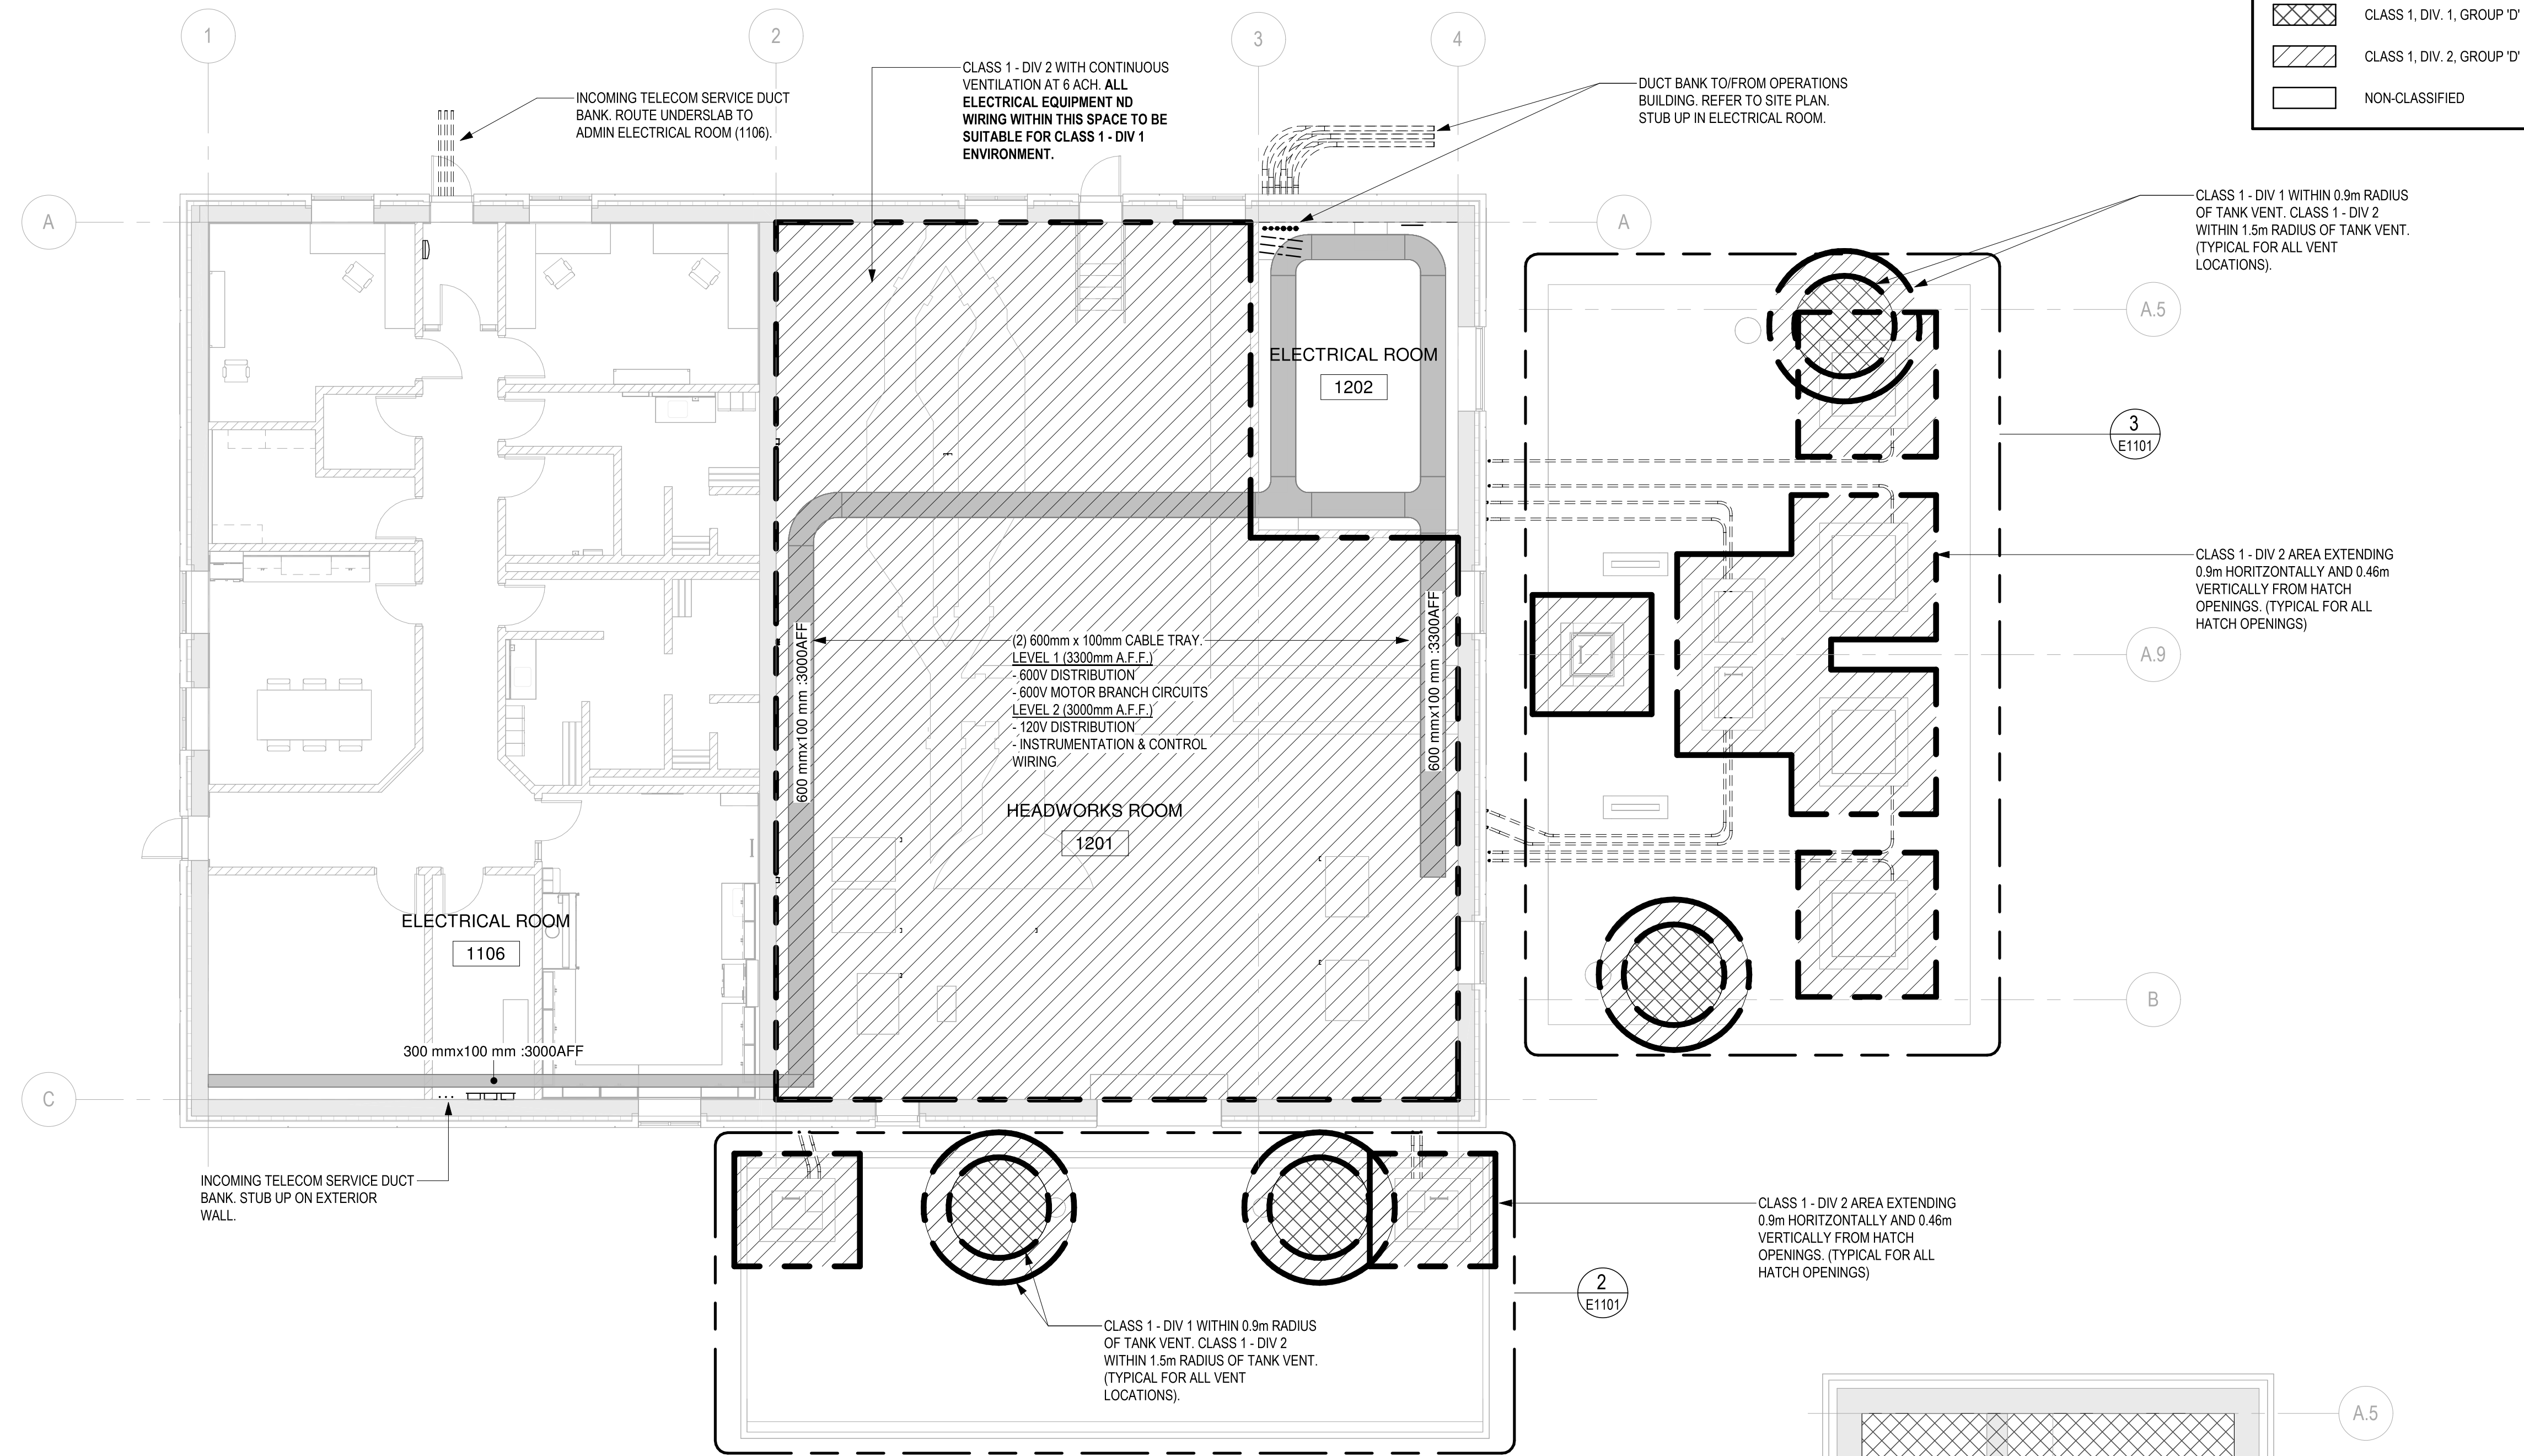 1
2
3
4
CLASS 1, DIV. 1, GROUP 'D'
CLASS 1, DIV. 2, GROUP 'D'
NON-CLASSIFIED
INCOMING TELECOM SERVICE DUCT
BANK. ROUTE UNDERSLAB TO
ADMIN ELECTRICAL ROOM (1106).
CLASS 1 - DIV 2 WITH CONTINUOUS
VENTILATION AT 6 ACH. ALL
ELECTRICAL EQUIPMENT ND
WIRING WITHIN THIS SPACE TO BE
SUITABLE FOR CLASS 1 - DIV 1
ENVIRONMENT.
DUCT BANK TO/FROM OPERATIONS
BUILDING. REFER TO SITE PLAN.
STUB UP IN ELECTRICAL ROOM.
CLASS 1 - DIV 1 WITHIN 0.9m RADIUS
OF TANK VENT. CLASS 1 - DIV 2
WITHIN 1.5m RADIUS OF TANK VENT.
(TYPICAL FOR ALL VENT
LOCATIONS).
A
A
A.5
ELECTRICAL ROOM
1202
3
E1101
CLASS 1 - DIV 2 AREA EXTENDING
0.9m HORITZONTALLY AND 0.46m
VERTICALLY FROM HATCH
OPENINGS. (TYPICAL FOR ALL
HATCH OPENINGS)
A.9
600 mmx100 mm :3000AFF
(2) 600mm x 100mm CABLE TRAY.
LEVEL 1 (3300mm A.F.F.)
- 600V DISTRIBUTION
- 600V MOTOR BRANCH CIRCUITS
LEVEL 2 (3000mm A.F.F.)
- 120V DISTRIBUTION
- INSTRUMENTATION & CONTROL
WIRING
600 mmx100 mm :3300AFF
HEADWORKS ROOM
1201
ELECTRICAL ROOM
1106
B
300 mmx100 mm :3000AFF
C
INCOMING TELECOM SERVICE DUCT
BANK. STUB UP ON EXTERIOR
WALL.
CLASS 1 - DIV 2 AREA EXTENDING
0.9m HORITZONTALLY AND 0.46m
VERTICALLY FROM HATCH
OPENINGS. (TYPICAL FOR ALL
HATCH OPENINGS)
2
E1101
CLASS 1 - DIV 1 WITHIN 0.9m RADIUS
OF TANK VENT. CLASS 1 - DIV 2
WITHIN 1.5m RADIUS OF TANK VENT.
(TYPICAL FOR ALL VENT
LOCATIONS).
A.5